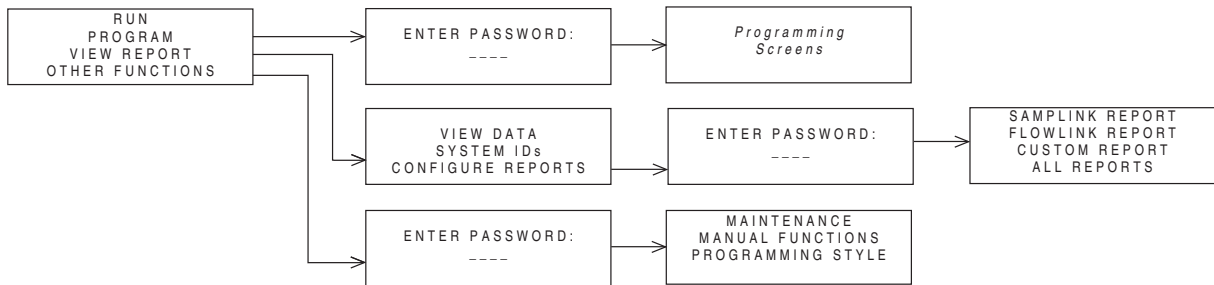 RUN
PROGRAM
VIEW REPORT
OTHER FUNCTIONS
ENTER PASSWORD:
____
Programming
Screens
VIEW DATA
SYSTEM IDs
CONFIGURE REPORTS
ENTER PASSWORD:
____
SAMPLINK REPORT
FLOWLINK REPORT
CUSTOM REPORT
ALL REPORTS
ENTER PASSWORD:
____
MAINTENANCE
MANUAL FUNCTIONS
PROGRAMMING STYLE